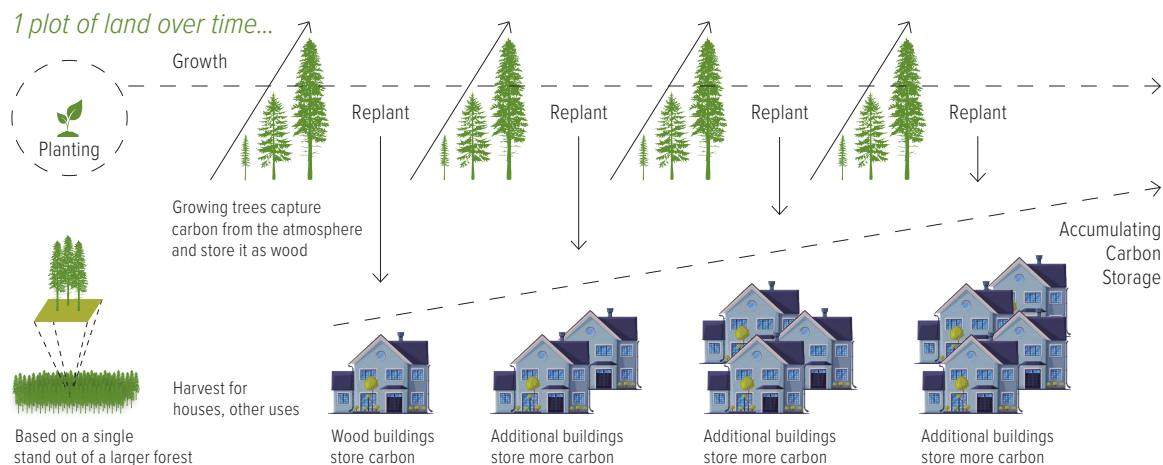 1 plot of land over time...
Growth
Planting
Replant
Replant
Replant
Replant
Growing trees capture
carbon from the atmosphere
and store it as wood
Accumulating
Carbon
Storage
Harvest for
houses, other uses
Based on a single
stand out of a larger forest
Wood buildings
store carbon
Additional buildings
store more carbon
Additional buildings
store more carbon
Additional buildings
store more carbon